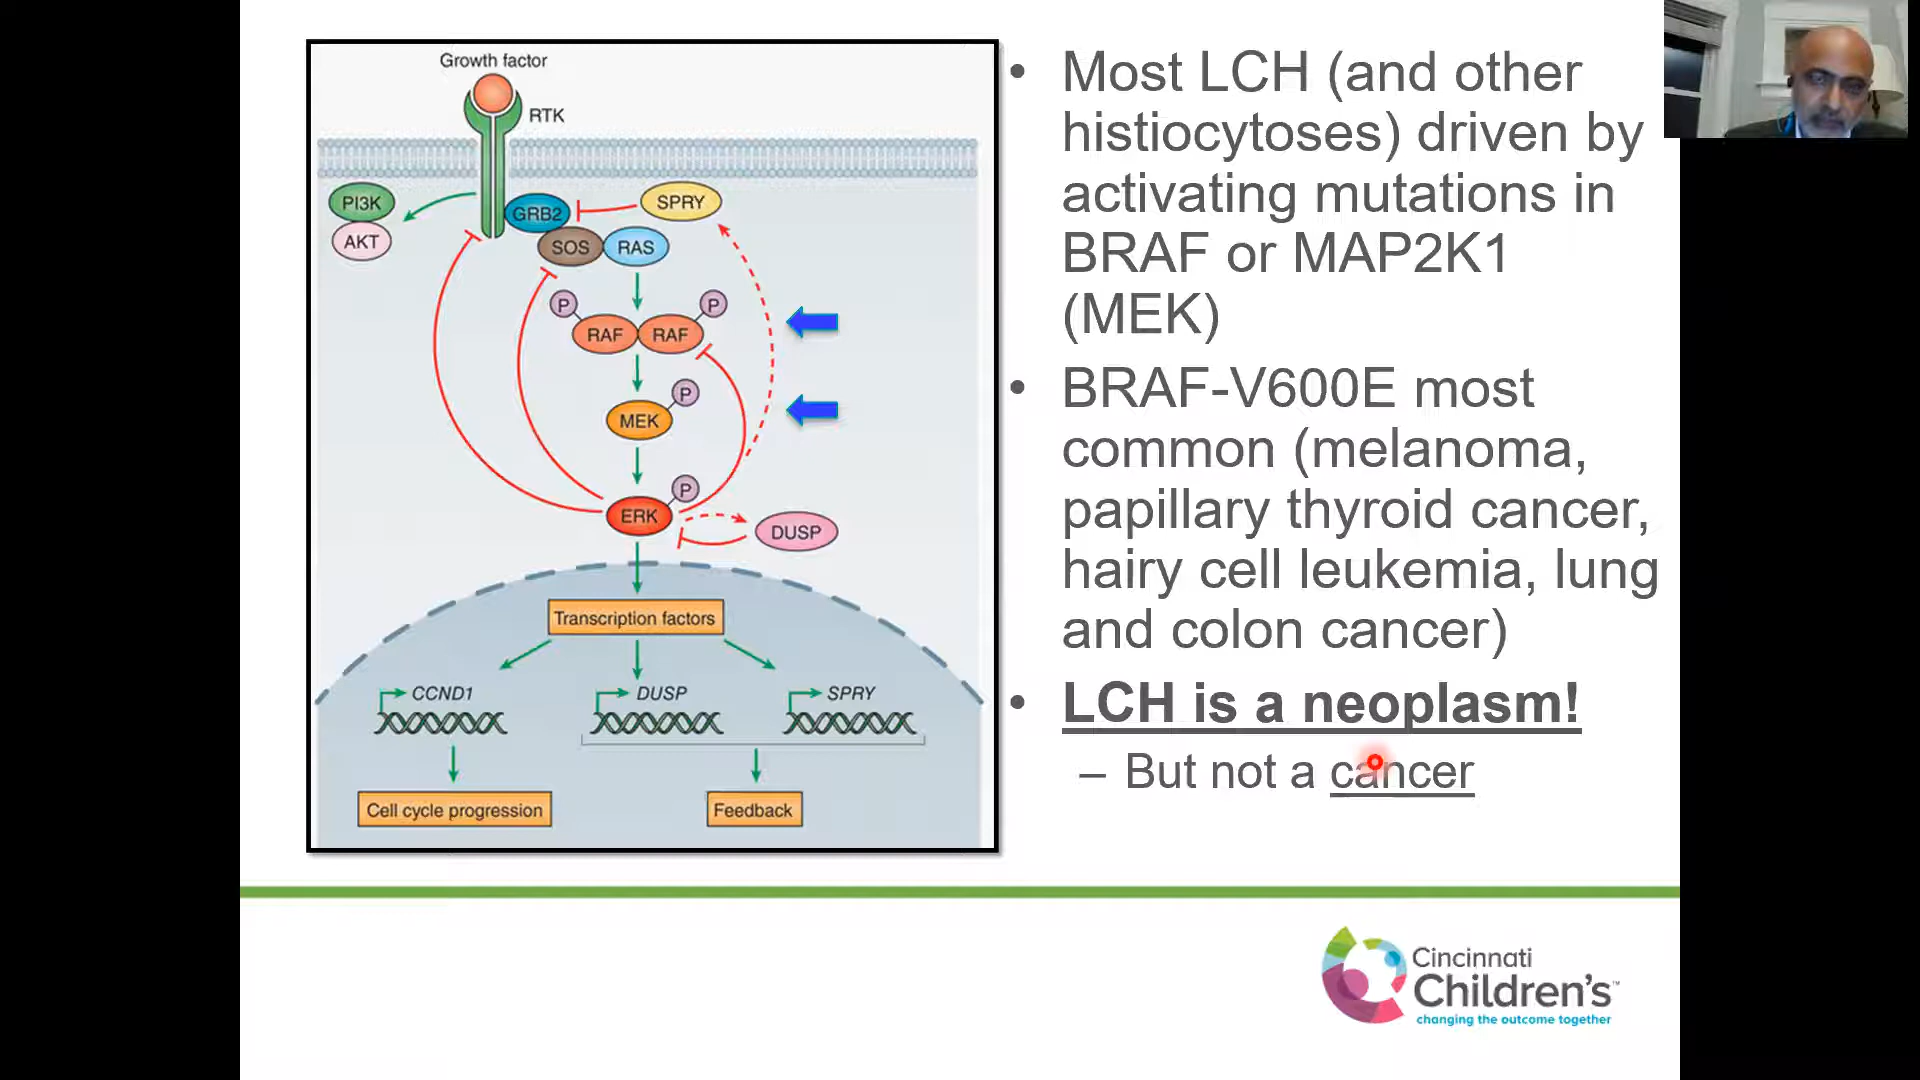 Growth factor
RTK
PI3K
AKT
GRB2
SPRY
SOS
RAS
P
P
RAF
RAF
P
MEK
P
ERK
DUSP
Transcription factors
CCND1
DUSP
SPRY
Cell cycle progression
Feedback
• Most LCH (and other
histiocytoses) driven by
activating mutations in
BRAF or MAP2K1
(MEK)
• BRAF-V600E most
common (melanoma,
papillary thyroid cancer,
hairy cell leukemia, lung
and colon cancer)
• LCH is a neoplasm!
– But not a cancer
Cincinnati
Children's™
changing the outcome together